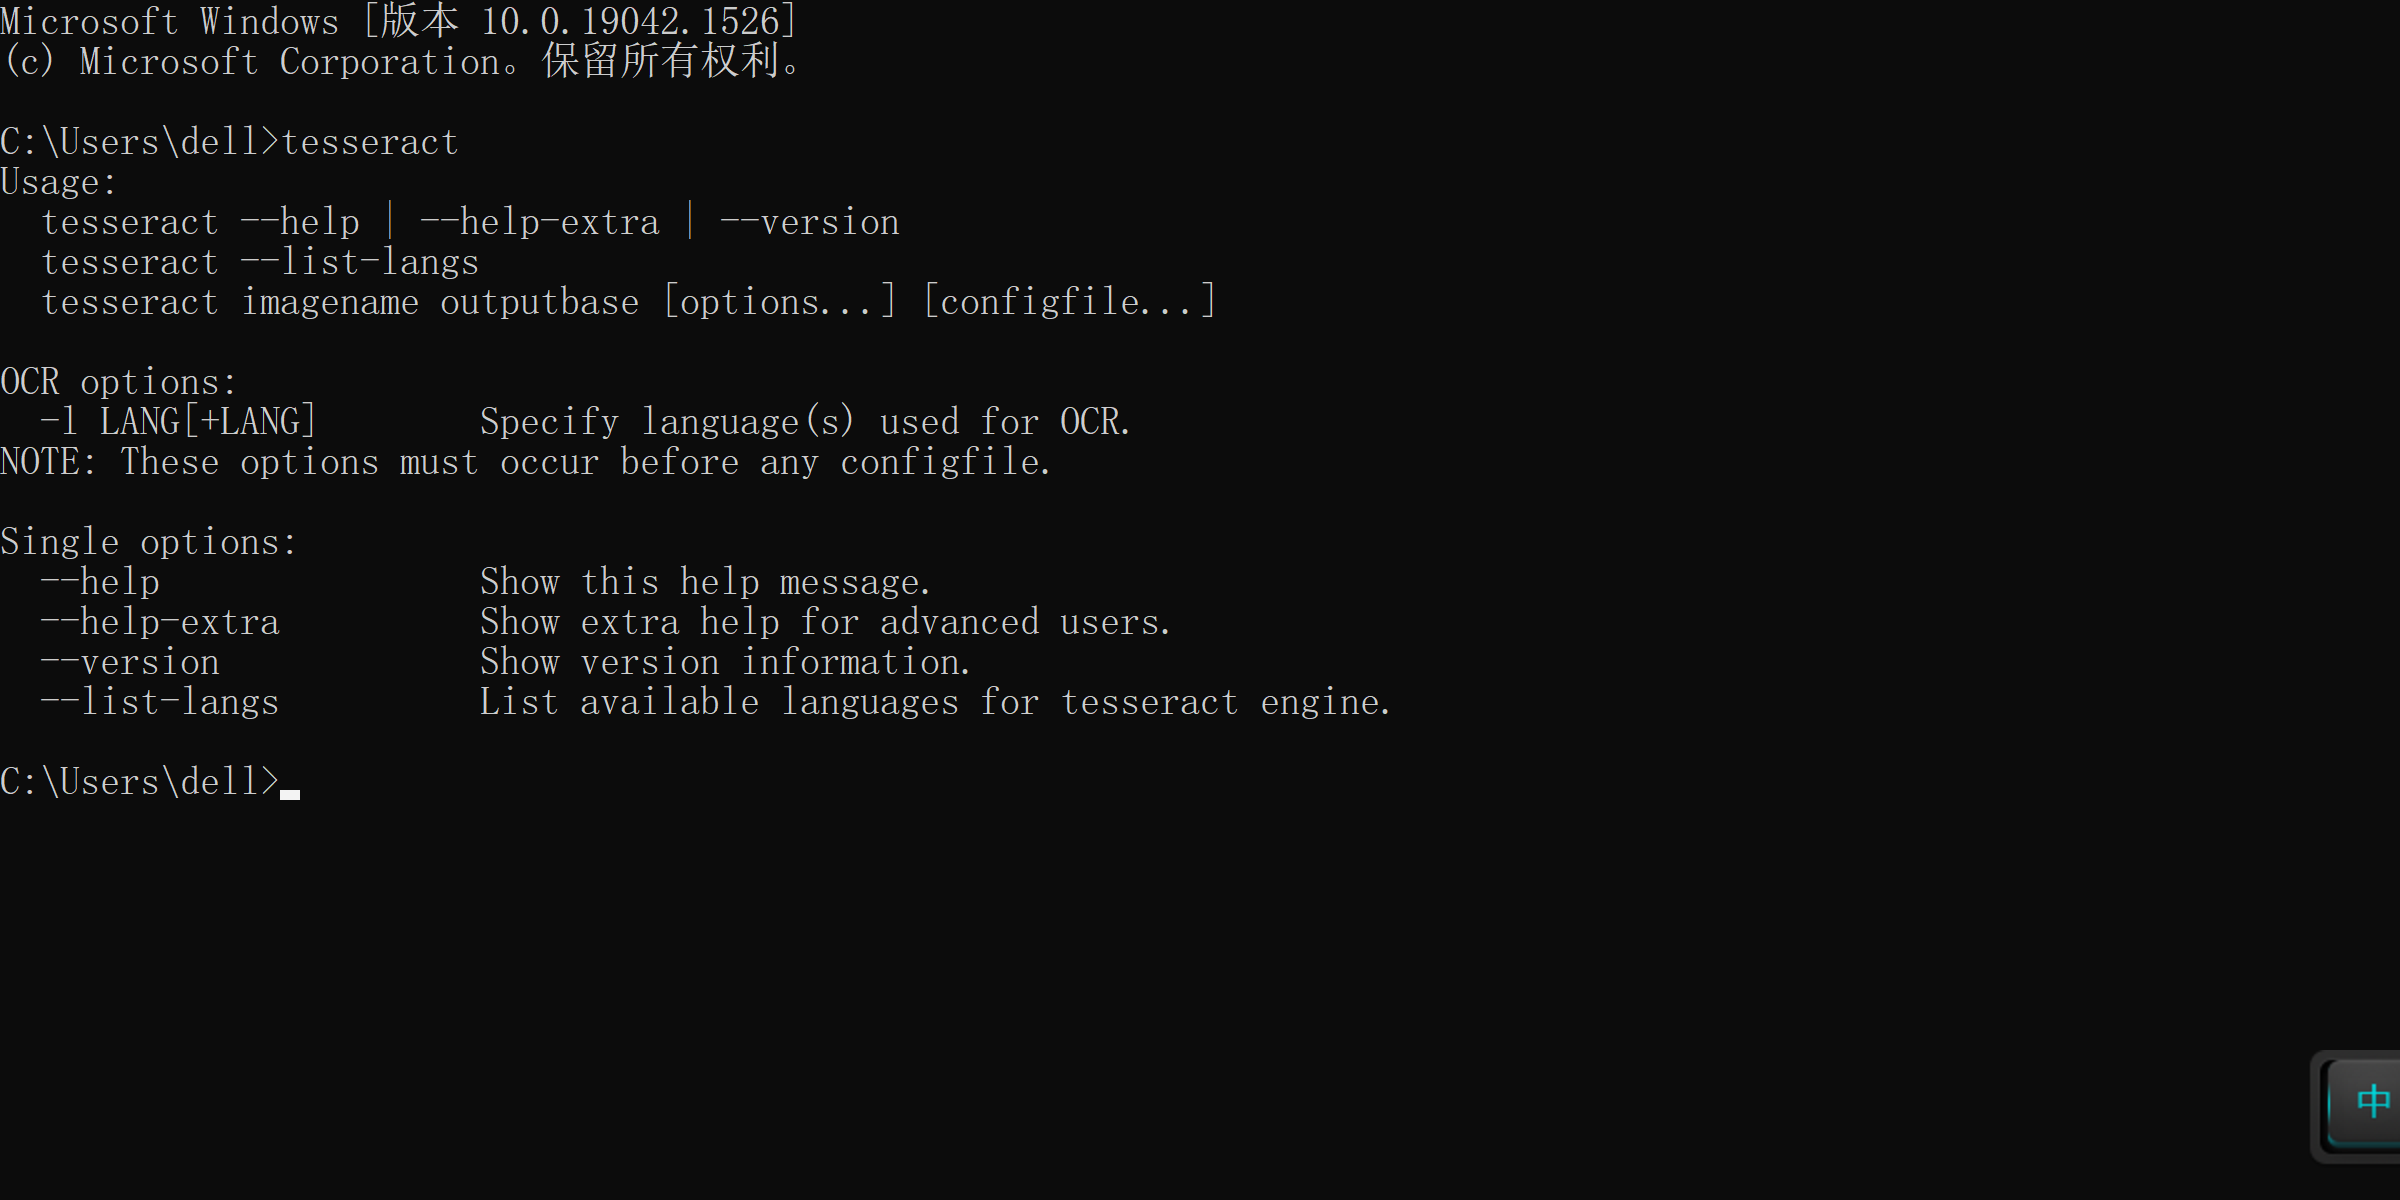 Microsoft Windows [版本 10.0.19042.1526]
(c) Microsoft Corporation。保留所有权利。
C:\Users\dell>tesseract
Usage:
  tesseract --help | --help-extra | --version
  tesseract --list-langs
  tesseract imagename outputbase [options...] [configfile...]
OCR options:
  -l LANG[+LANG]        Specify language(s) used for OCR.
NOTE: These options must occur before any configfile.
Single options:
  --help                Show this help message.
  --help-extra          Show extra help for advanced users.
  --version             Show version information.
  --list-langs          List available languages for tesseract engine.
C:\Users\dell>
中